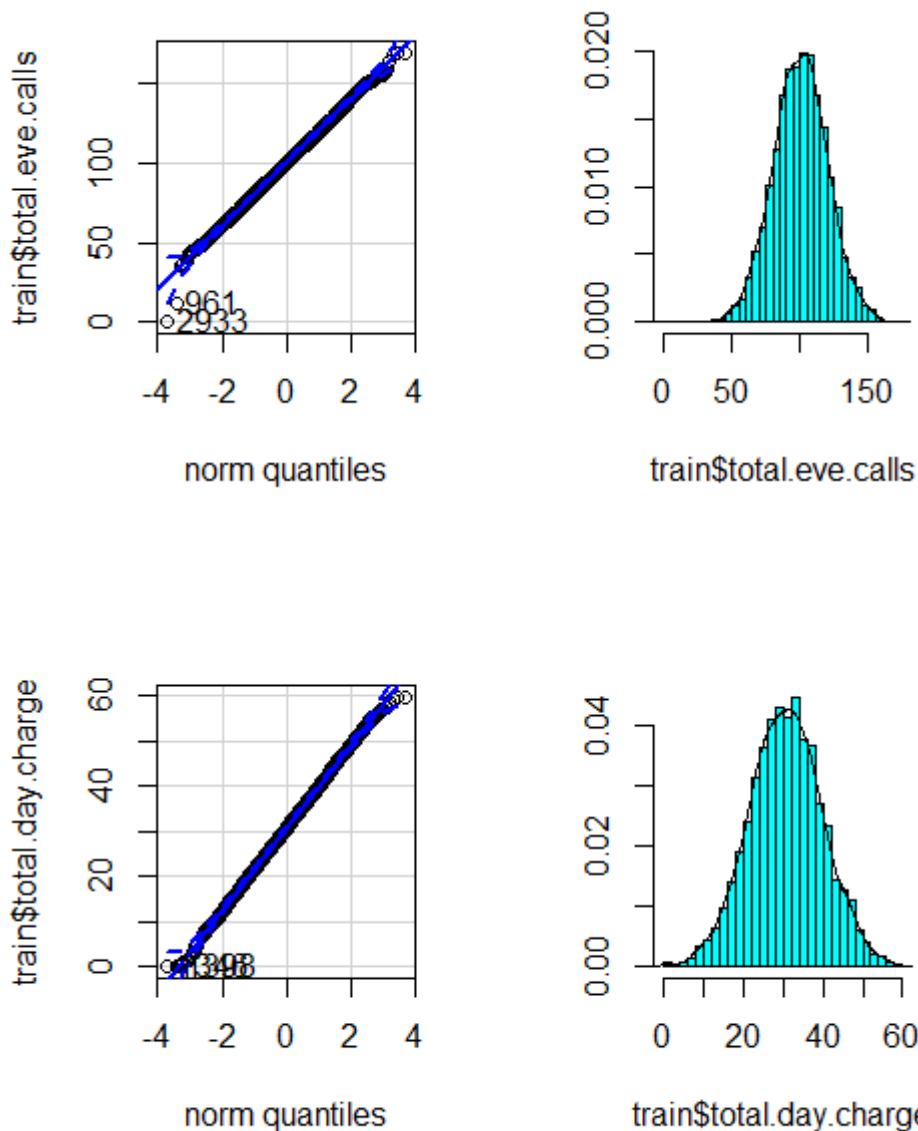 train$total.eve.calls
0 50 100
961
2933
-4 -2 0 2 4
norm quantiles
0.000 0.010 0.020
0 50 150
train$total.eve.calls
train$total.day.charge
0 20 40 60
-4 -2 0 2 4
norm quantiles
0.00 0.02 0.04
0 20 40 60
train$total.day.charge